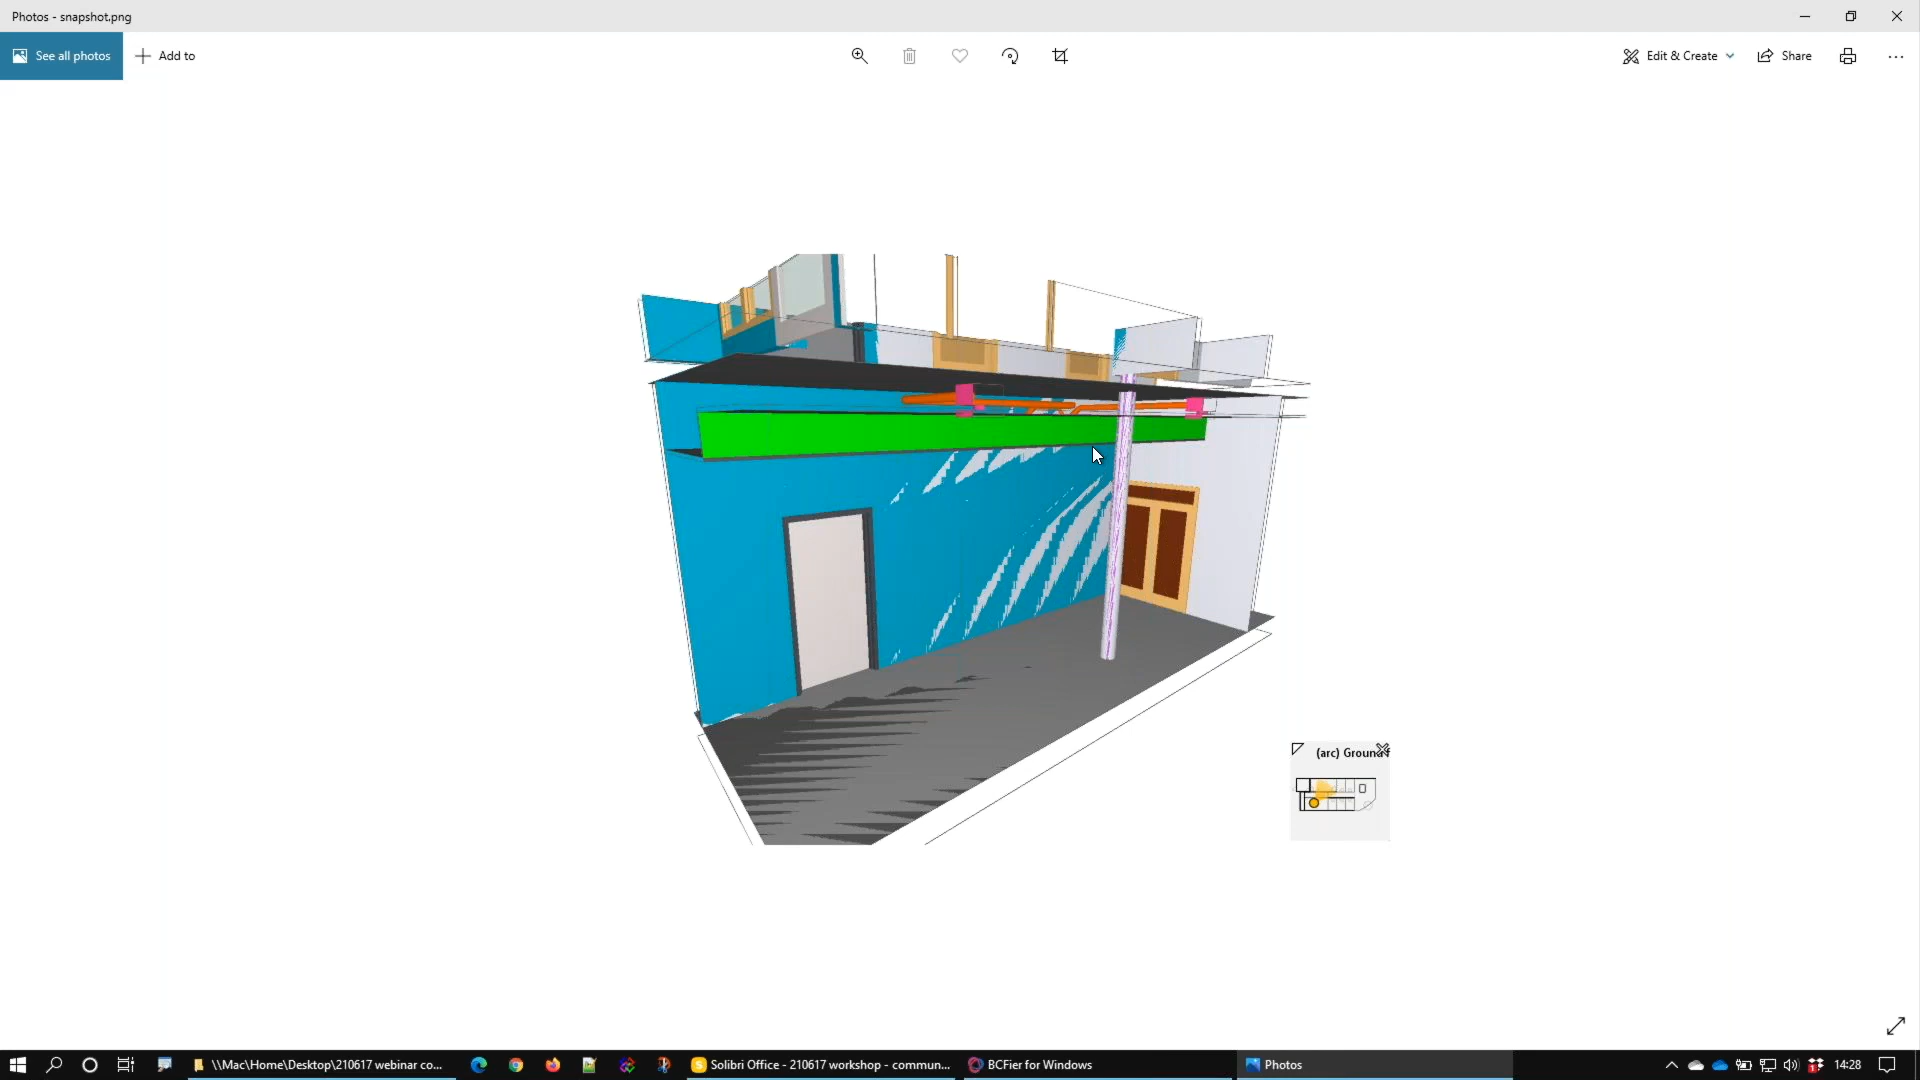 Photos - snapshot.png
See all photos
Add to
Edit & Create
Share
(arc) Ground f
\\Mac\Home\Desktop\210617 webinar co...
Solibri Office - 210617 workshop - commun...
BCFier for Windows
Photos
14:28